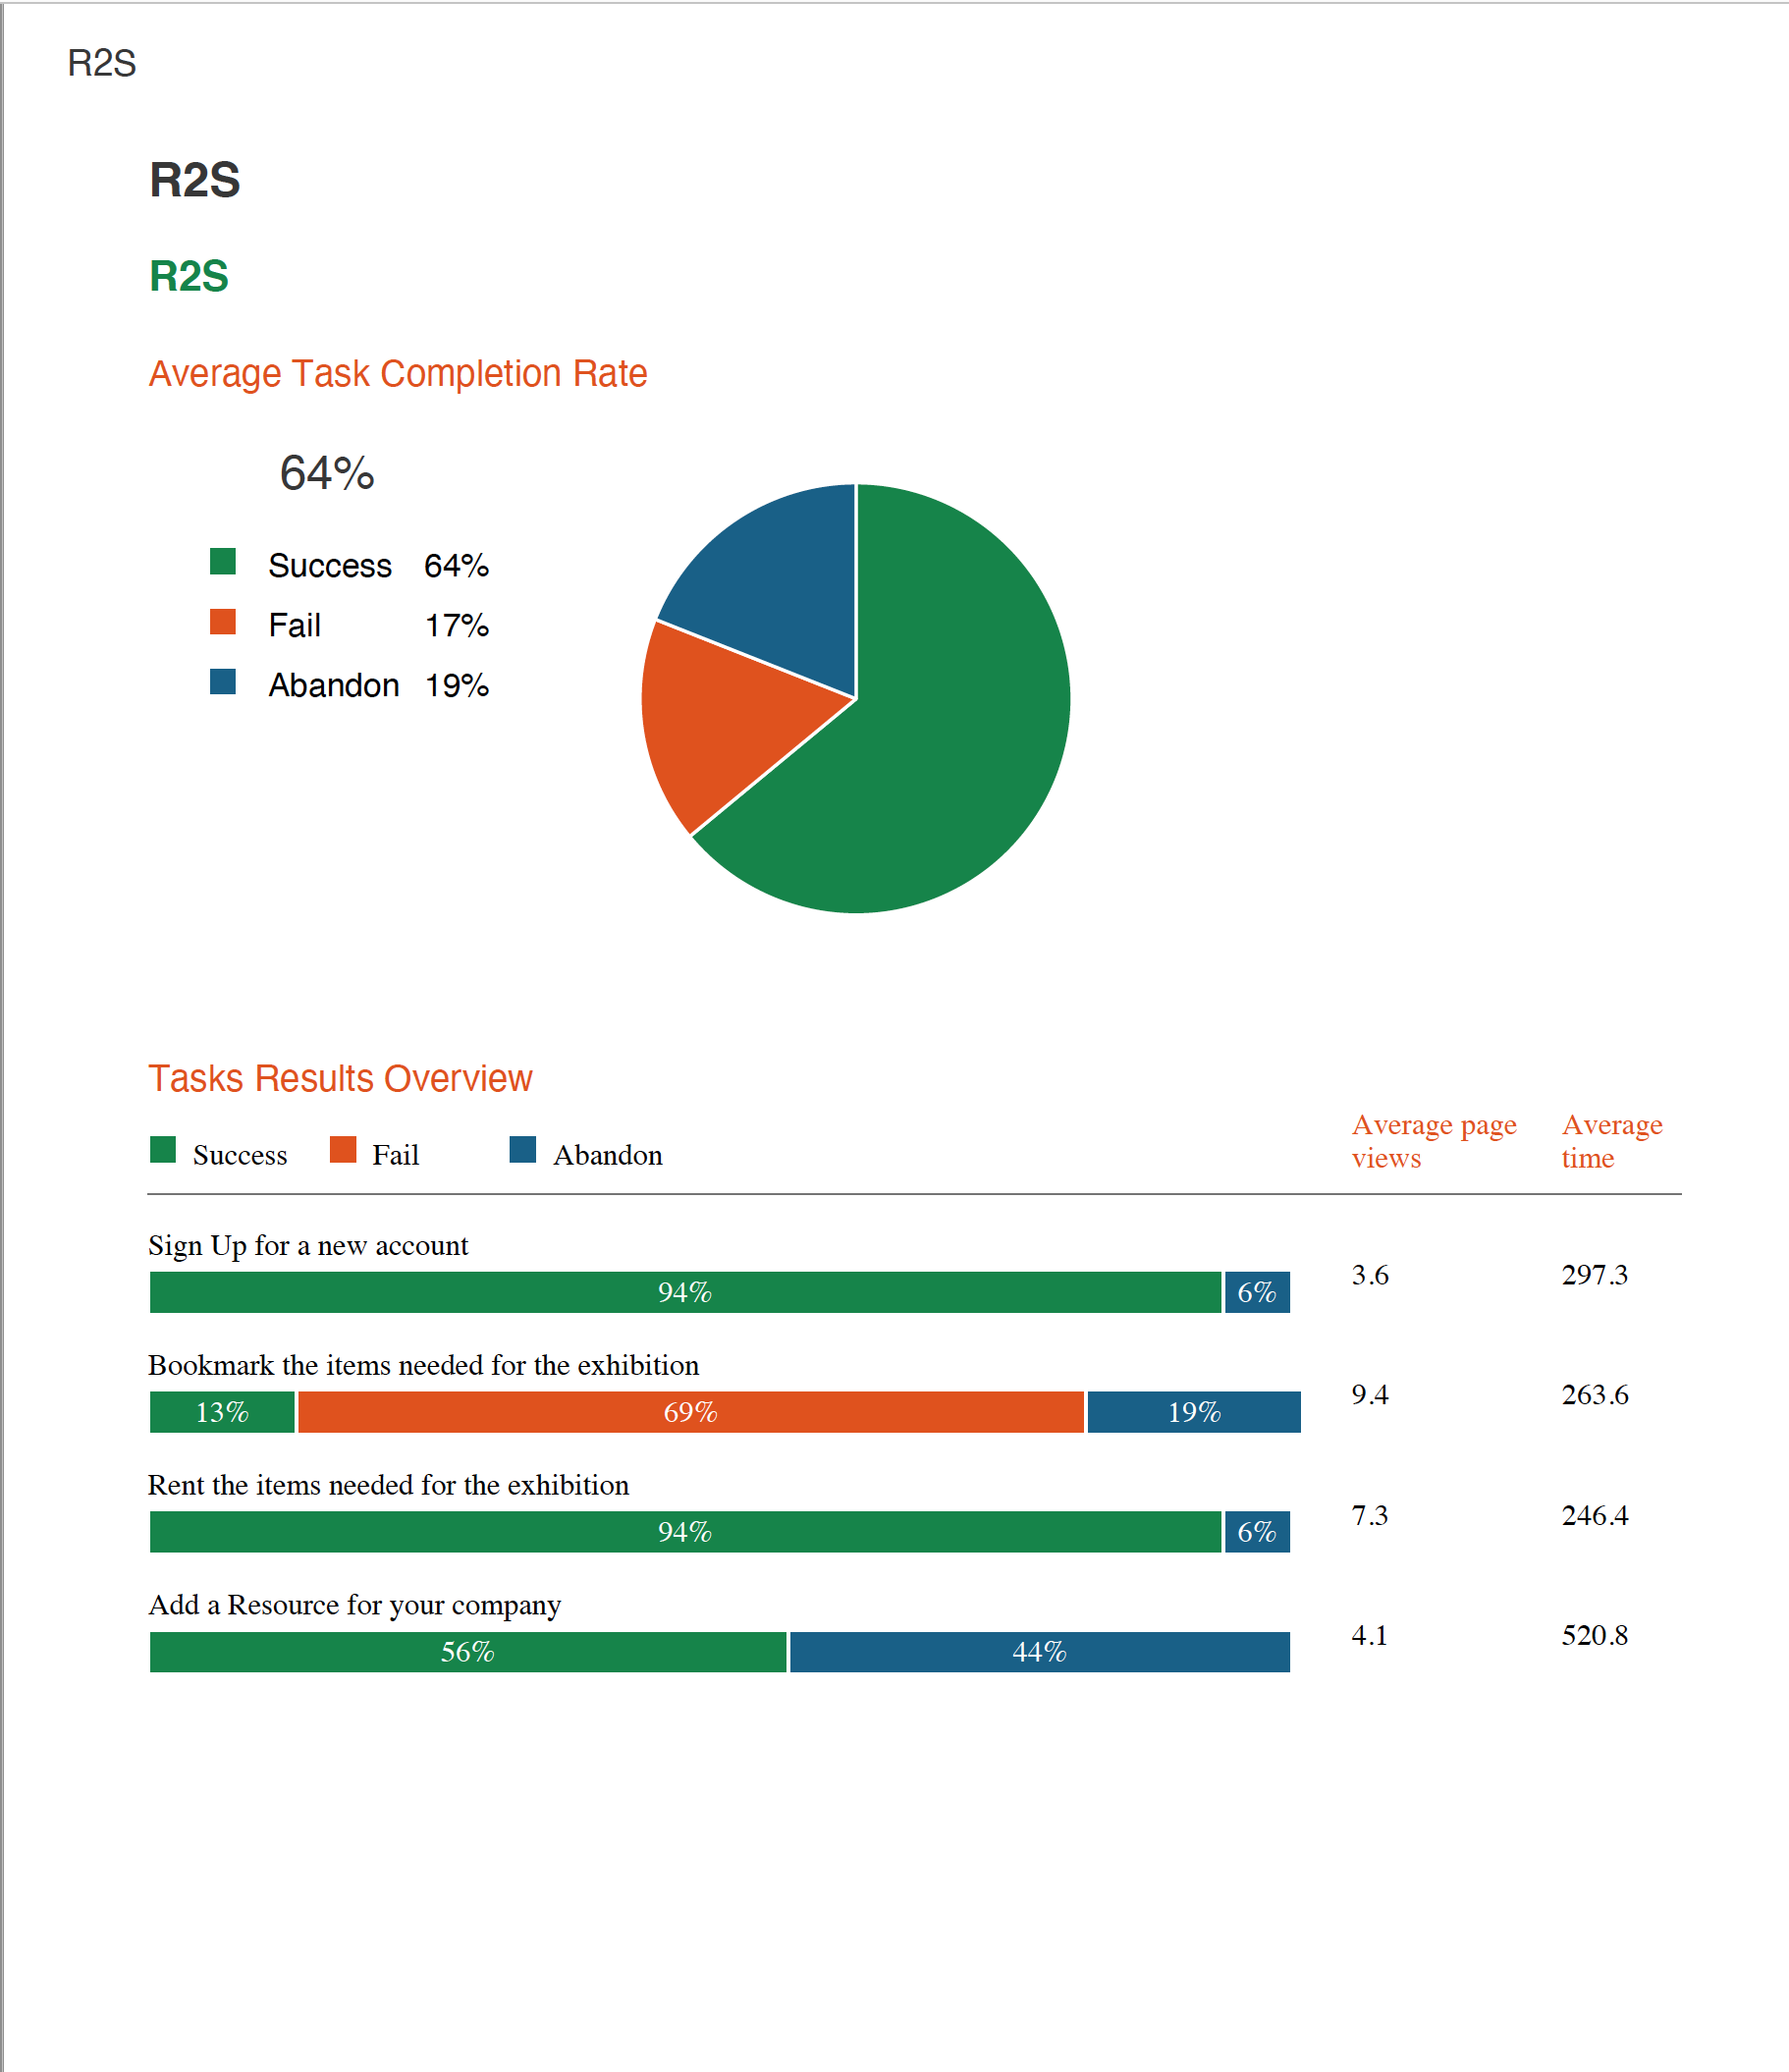 R2S
R2S
R2S
Average Task Completion Rate
64%
Success 64%
Fail 17%
Abandon 19%
Tasks Results Overview
Success Fail Abandon
Average page views
Average time
Sign Up for a new account
94% 6% 3.6 297.3
Bookmark the items needed for the exhibition
13% 69% 19% 9.4 263.6
Rent the items needed for the exhibition
94% 6% 7.3 246.4
Add a Resource for your company
56% 44% 4.1 520.8